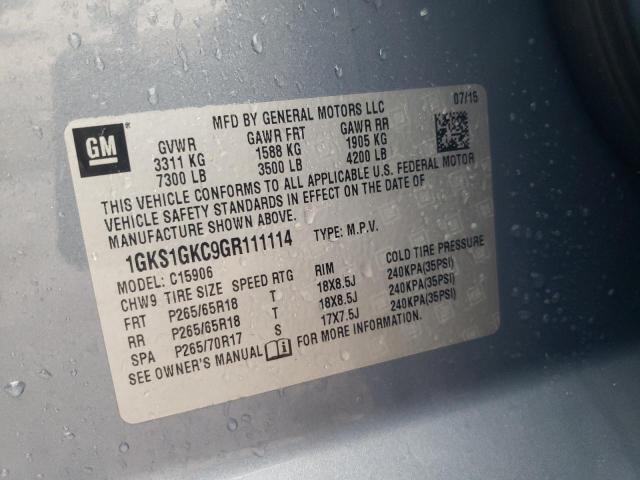 MFD BY GENERAL MOTORS LLC 07/15
GM
GVWR GAWR FRT GAWR RR
3311 KG 1588 KG 1905 KG
7300 LB 3500 LB 4200 LB
THIS VEHICLE CONFORMS TO ALL APPLICABLE U.S. FEDERAL MOTOR
VEHICLE SAFETY STANDARDS IN EFFECT ON THE DATE OF
MANUFACTURE SHOWN ABOVE.
1GKS1GKC9GR111114 TYPE: M.P.V.
MODEL: C15906
CHW9 TIRE SIZE SPEED RTG RIM COLD TIRE PRESSURE
FRT P265/65R18 T 18X8.5J 240KPA(35PSI)
RR P265/65R18 T 18X8.5J 240KPA(35PSI)
SPA P265/70R17 S 17X7.5J 240KPA(35PSI)
SEE OWNER'S MANUAL FOR MORE INFORMATION.